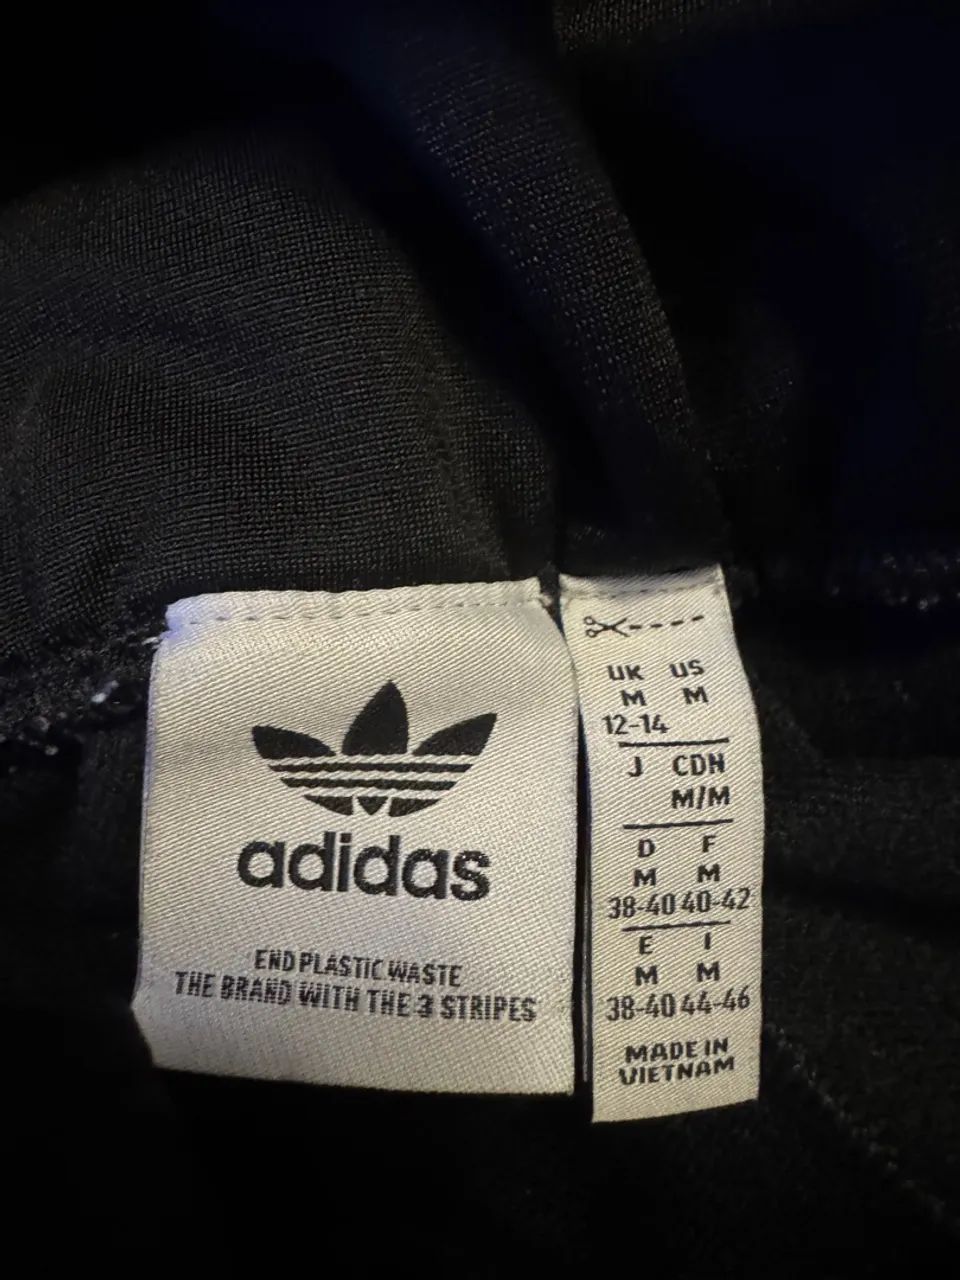 adidas
END PLASTIC WASTE
THE BRAND WITH THE 3 STRIPES
UK US
M M
12-14
J CDN
M/M
D F
M M
38-40 40-42
E I
M M
38-40 44-46
MADE IN
VIETNAM